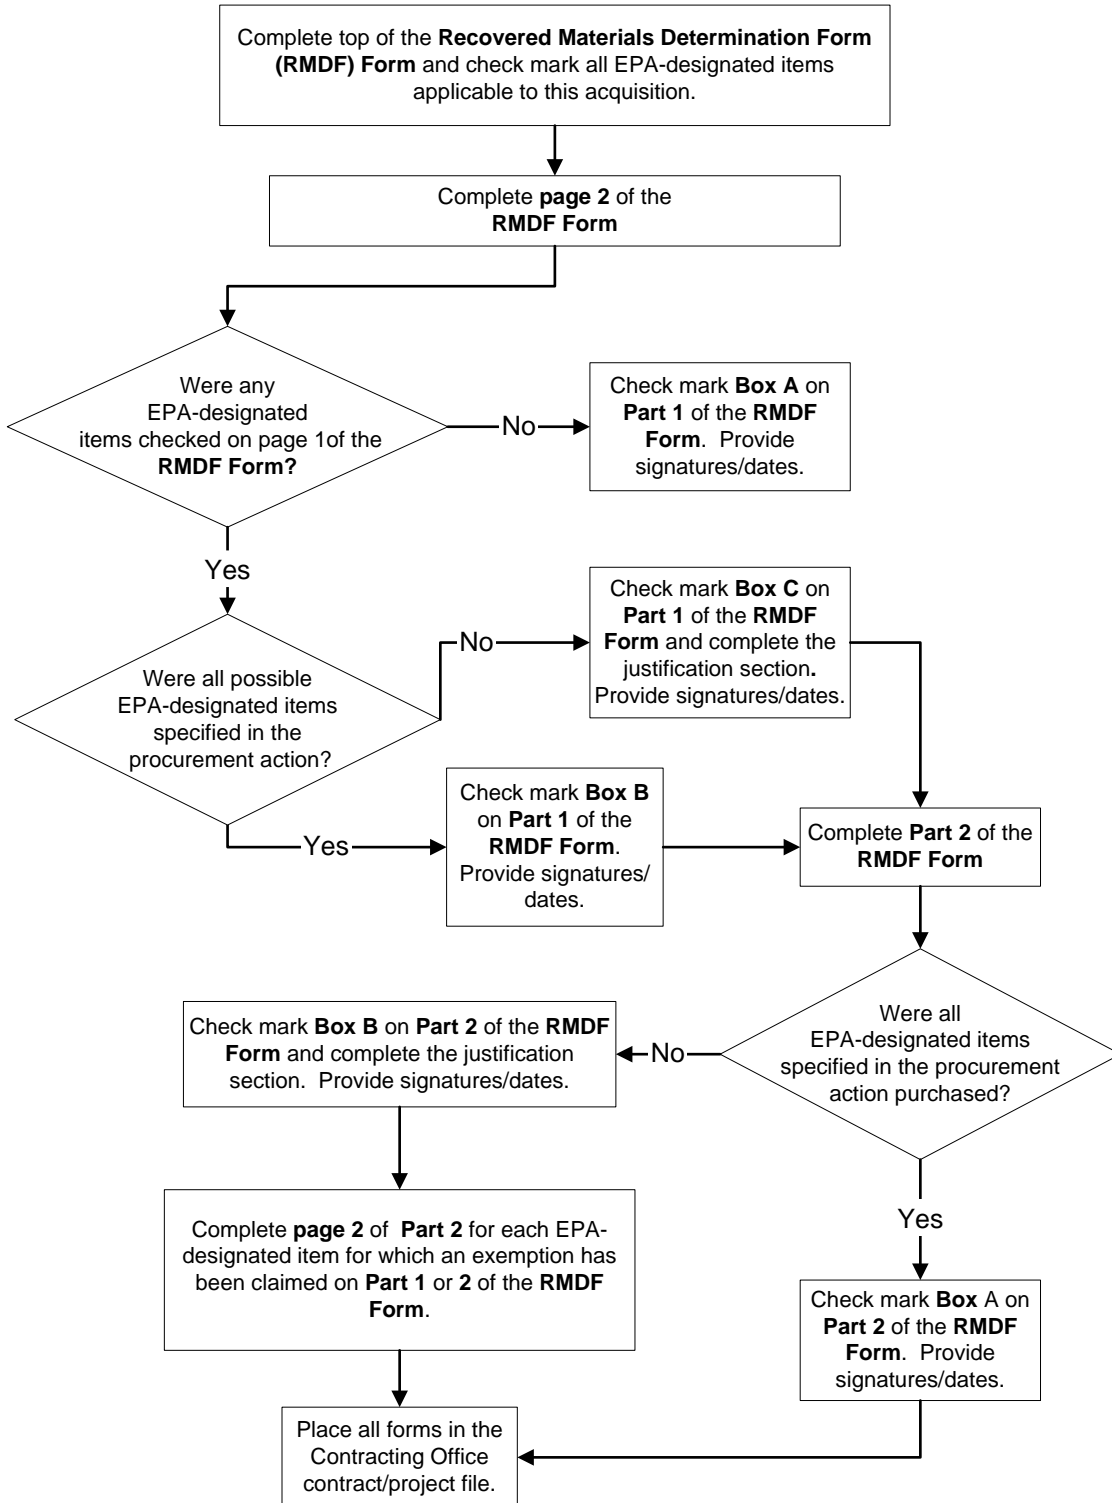 Complete top of the Recovered Materials Determination Form
(RMDF) Form and check mark all EPA-designated items
applicable to this acquisition.
Complete page 2 of the
RMDF Form
Were any
EPA-designated
items checked on page 1of the
RMDF Form?
No
Check mark Box A on
Part 1 of the RMDF
Form. Provide
signatures/dates.
Yes
Were all possible
EPA-designated items
specified in the
procurement action?
No
Check mark Box C on
Part 1 of the RMDF
Form and complete the
justification section.
Provide signatures/dates.
Yes
Check mark Box B
on Part 1 of the
RMDF Form.
Provide signatures/
dates.
Complete Part 2 of the
RMDF Form
Were all
EPA-designated items
specified in the procurement
action purchased?
No
Check mark Box B on Part 2 of the RMDF
Form and complete the justification
section. Provide signatures/dates.
Complete page 2 of Part 2 for each EPA-
designated item for which an exemption has
been claimed on Part 1 or 2 of the RMDF
Form.
Yes
Check mark Box A on
Part 2 of the RMDF
Form. Provide
signatures/dates.
Place all forms in the
Contracting Office
contract/project file.